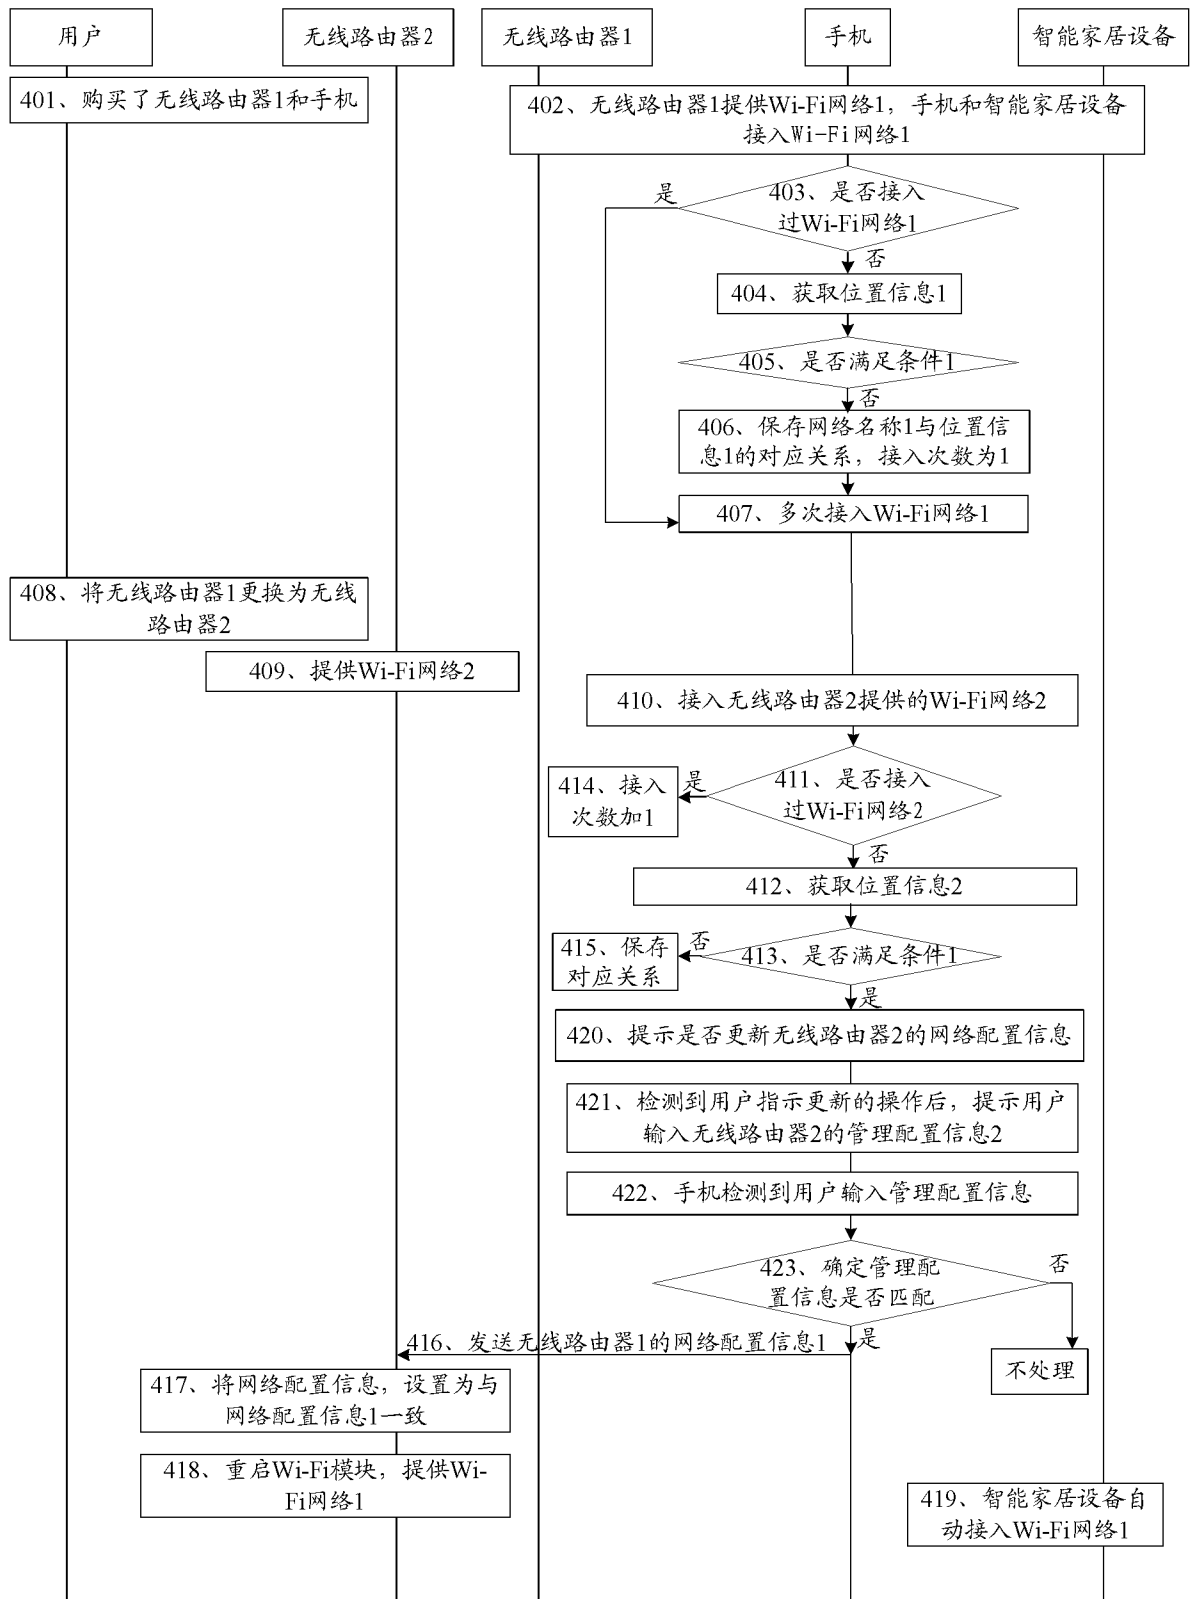 用户
无线路由器2
无线路由器1
手机
智能家居设备
401、购买了无线路由器1和手机
402、无线路由器1提供Wi-Fi网络1，手机和智能家居设备
接入Wi-Fi网络1
403、是否接入
过Wi-Fi网络1
是
否
404、获取位置信息1
405、是否满足条件1
否
406、保存网络名称1与位置信
息1的对应关系，接入次数为1
407、多次接入Wi-Fi网络1
408、将无线路由器1更换为无线
路由器2
409、提供Wi-Fi网络2
410、接入无线路由器2提供的Wi-Fi网络2
411、是否接入
过Wi-Fi网络2
是
414、接入
次数加1
否
412、获取位置信息2
413、是否满足条件1
否
415、保存
对应关系
是
420、提示是否更新无线路由器2的网络配置信息
421、检测到用户指示更新的操作后，提示用户
输入无线路由器2的管理配置信息2
422、手机检测到用户输入管理配置信息
423、确定管理配
置信息是否匹配
否
是
不处理
416、发送无线路由器1的网络配置信息1
417、将网络配置信息，设置为与
网络配置信息1一致
418、重启Wi-Fi模块，提供Wi-
Fi网络1
419、智能家居设备自
动接入Wi-Fi网络1